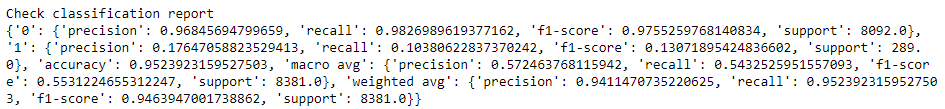 Check classification report
{'0': {'precision': 0.96845694799659, 'recall': 0.9826989619377162, 'f1-score': 0.9755259768140834, 'support': 8092.0},
'1': {'precision': 0.17647058823529413, 'recall': 0.10380622837370242, 'f1-score': 0.13071895424836602, 'support': 289.
0}, 'accuracy': 0.9523923159527503, 'macro avg': {'precision': 0.572463768115942, 'recall': 0.5432525951557093, 'f1-scor
e': 0.5531224655312247, 'support': 8381.0}, 'weighted avg': {'precision': 0.9411470735220625, 'recall': 0.952392315952750
3, 'f1-score': 0.9463947001738862, 'support': 8381.0}}